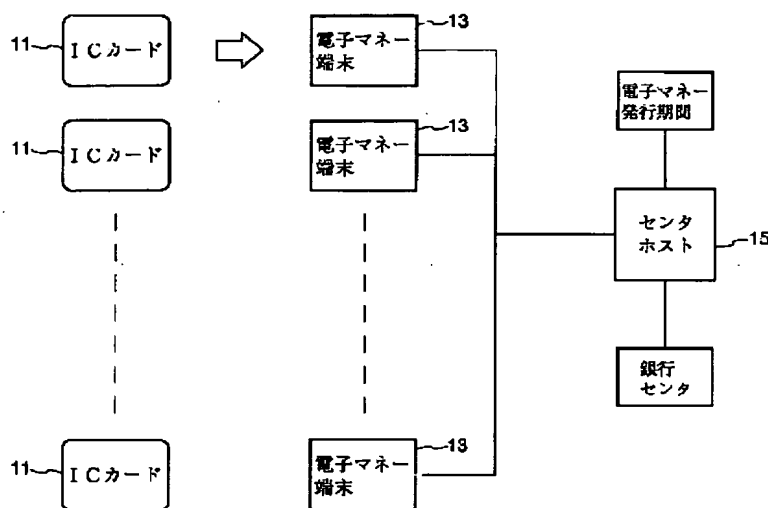 11
ICカード
電子マネー
端末
13
11
ICカード
電子マネー
端末
13
電子マネー
発行期間
センタ
ホスト
15
銀行
センタ
11
ICカード
電子マネー
端末
13